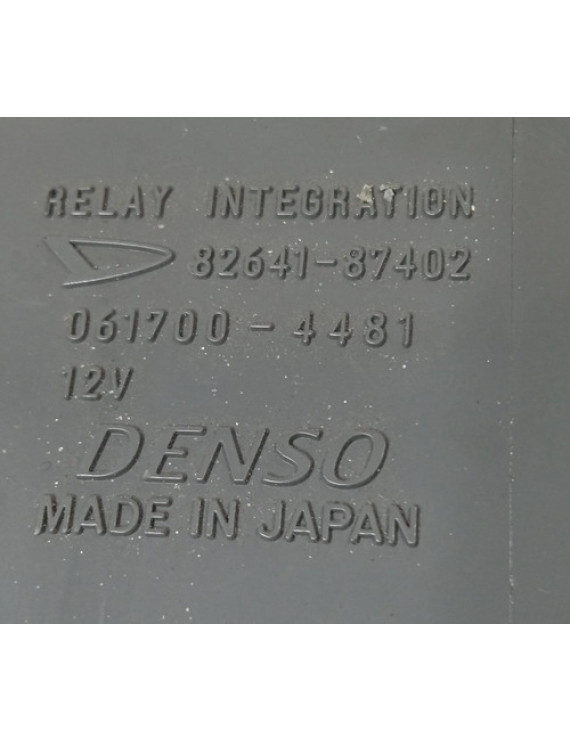 RELAY INTEGRATION
82641-87402
061700-4481
12V
DENSO
MADE IN JAPAN